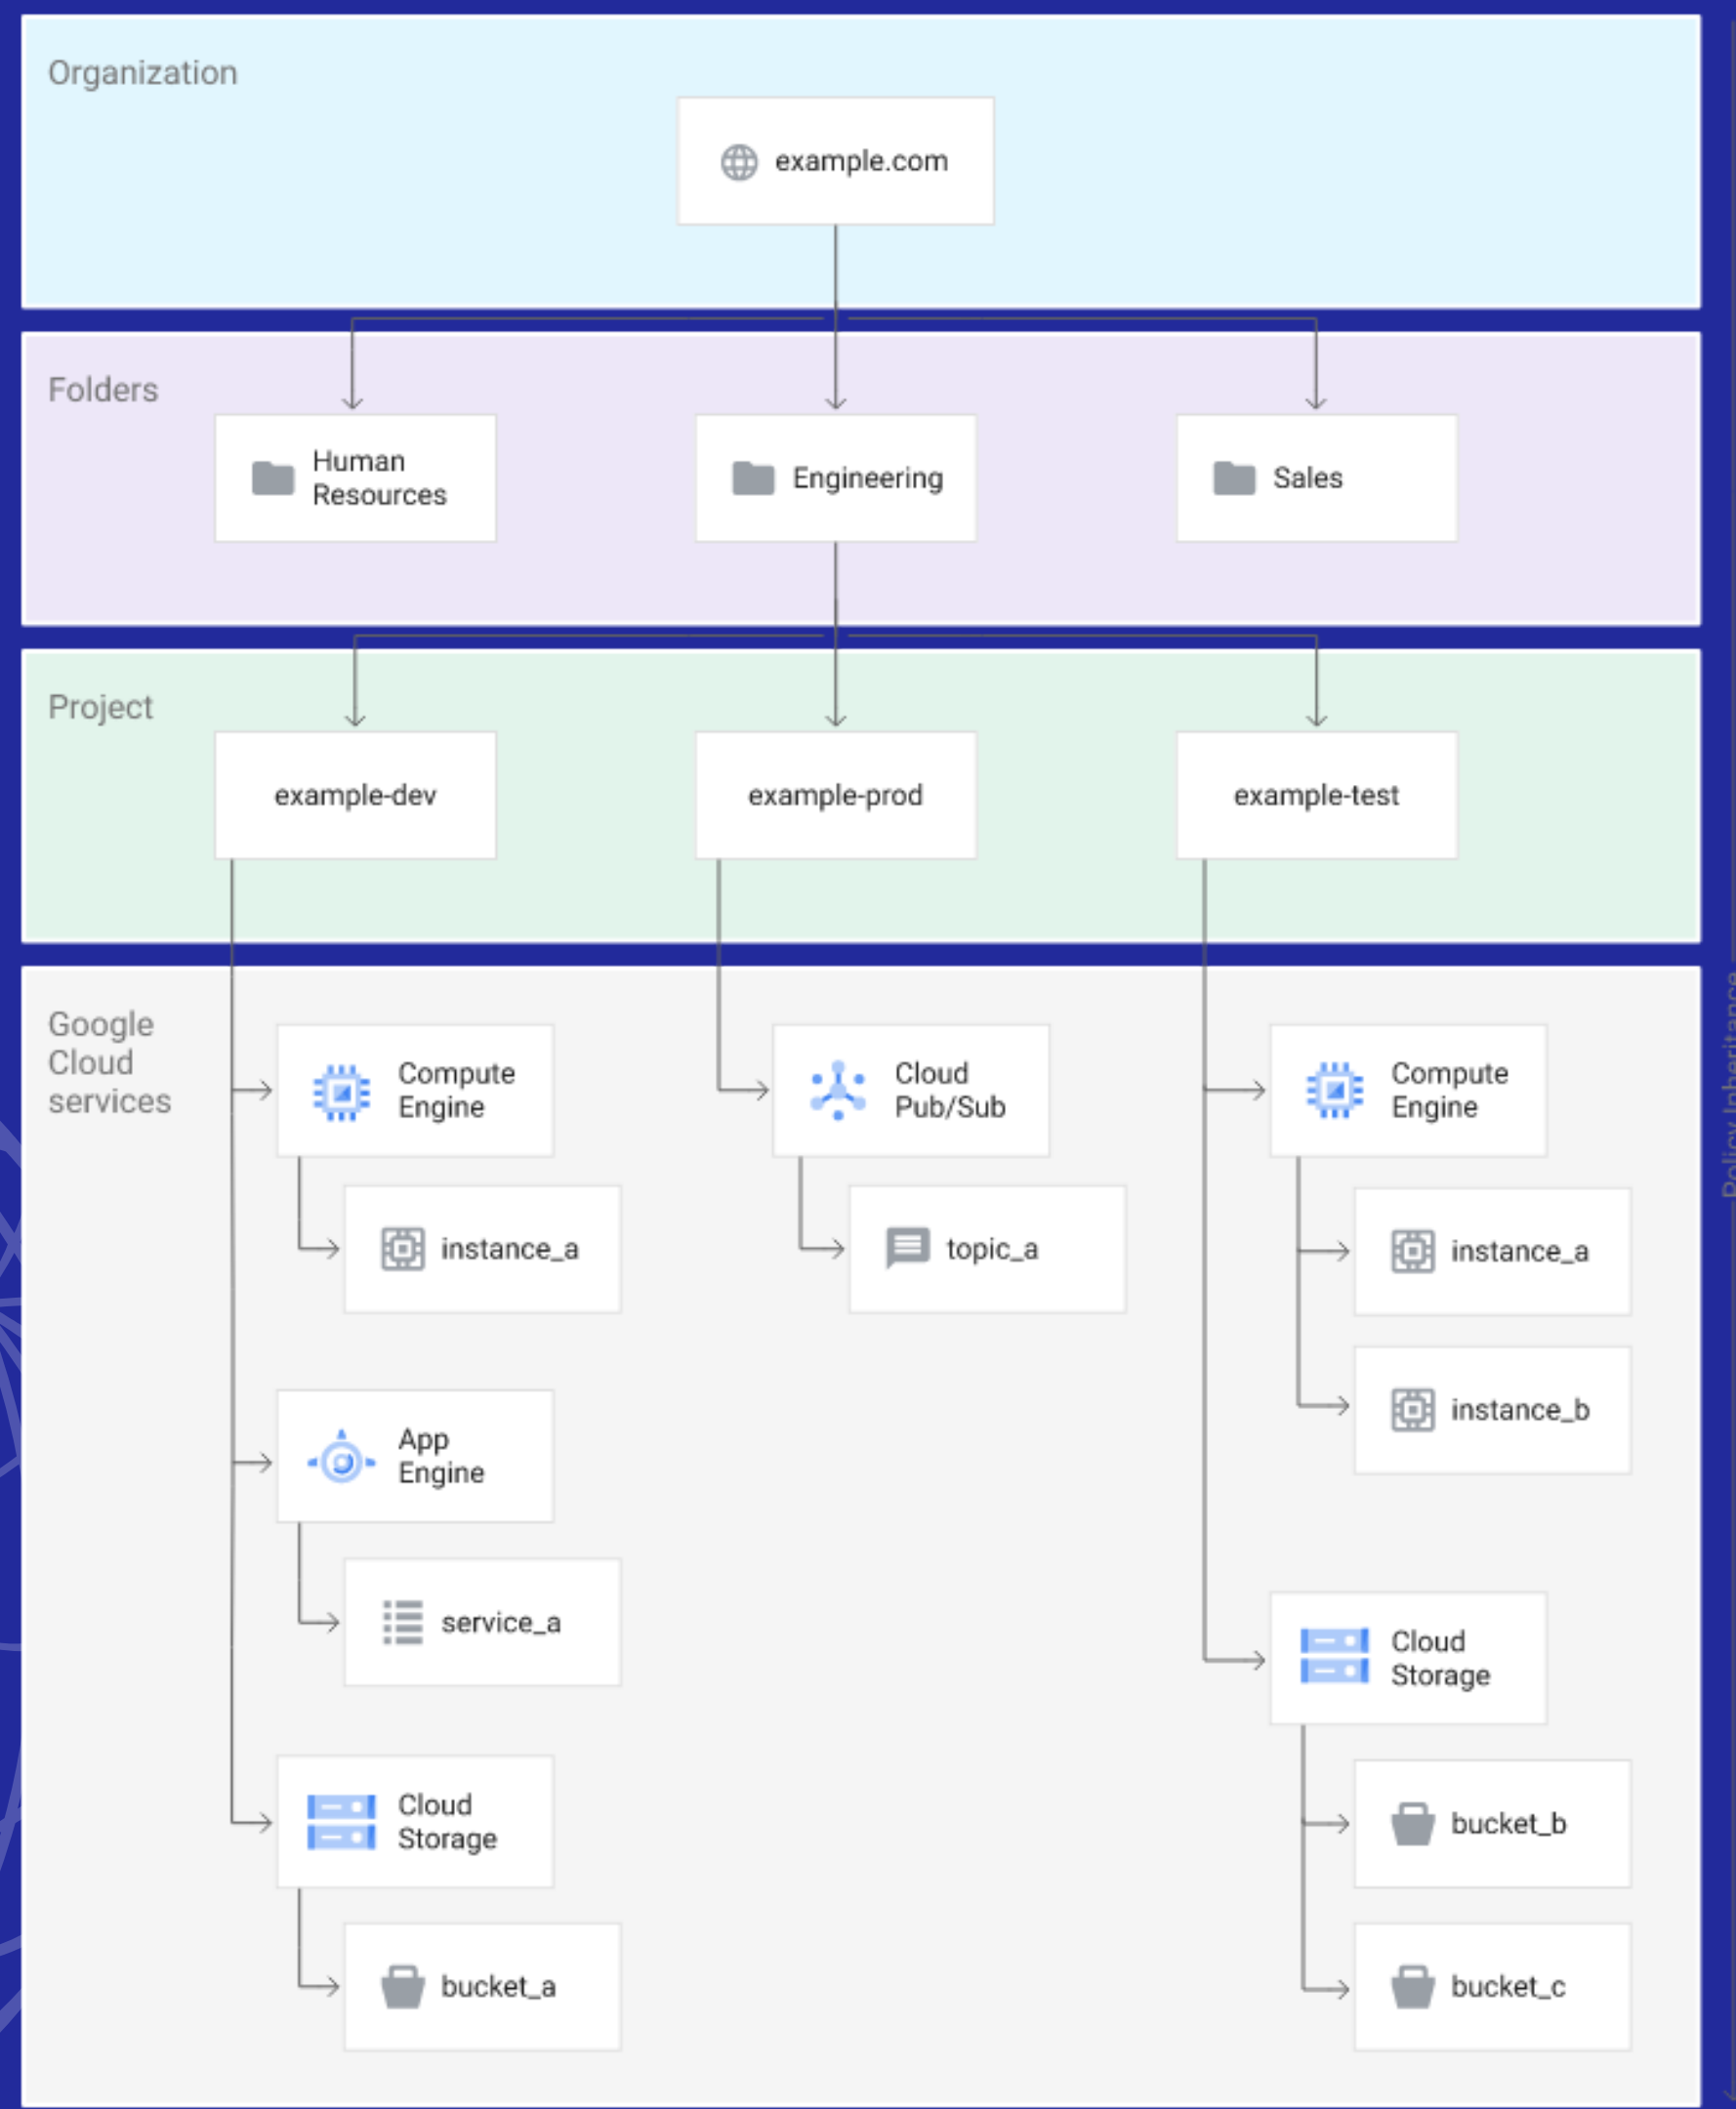 Organization
example.com
Folders
Human
Resources
Engineering
Sales
Project
example-dev
example-prod
example-test
Google
Cloud
services
Compute
Engine
Cloud
Pub/Sub
Compute
Engine
instance_a
topic_a
instance_a
instance_b
App
Engine
service_a
Cloud
Storage
Cloud
Storage
bucket_b
bucket_a
bucket_c
Policy Inheritance